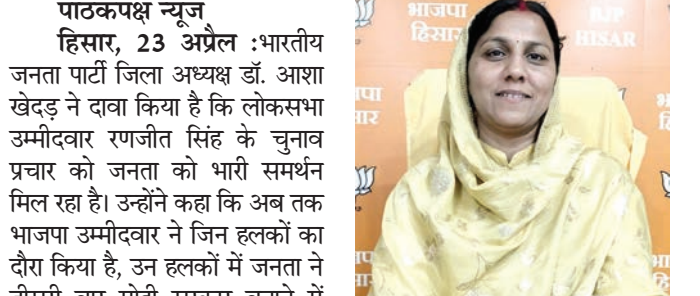 पाठकपक्ष न्यूज
हिसार, 23 अप्रैल :भारतीय
जनता पार्टी जिला अध्यक्ष डॉ. आशा
खेदड़ ने दावा किया है कि लोकसभा
उम्मीदवार रणजीत सिंह के चुनाव
प्रचार को जनता को भारी समर्थन
मिल रहा है। उन्होंने कहा कि अब तक
भाजपा उम्मीदवार ने जिन हलकों का
दौरा किया है, उन हलकों में जनता ने
भाजपा
हिसार
BJP
HISAR